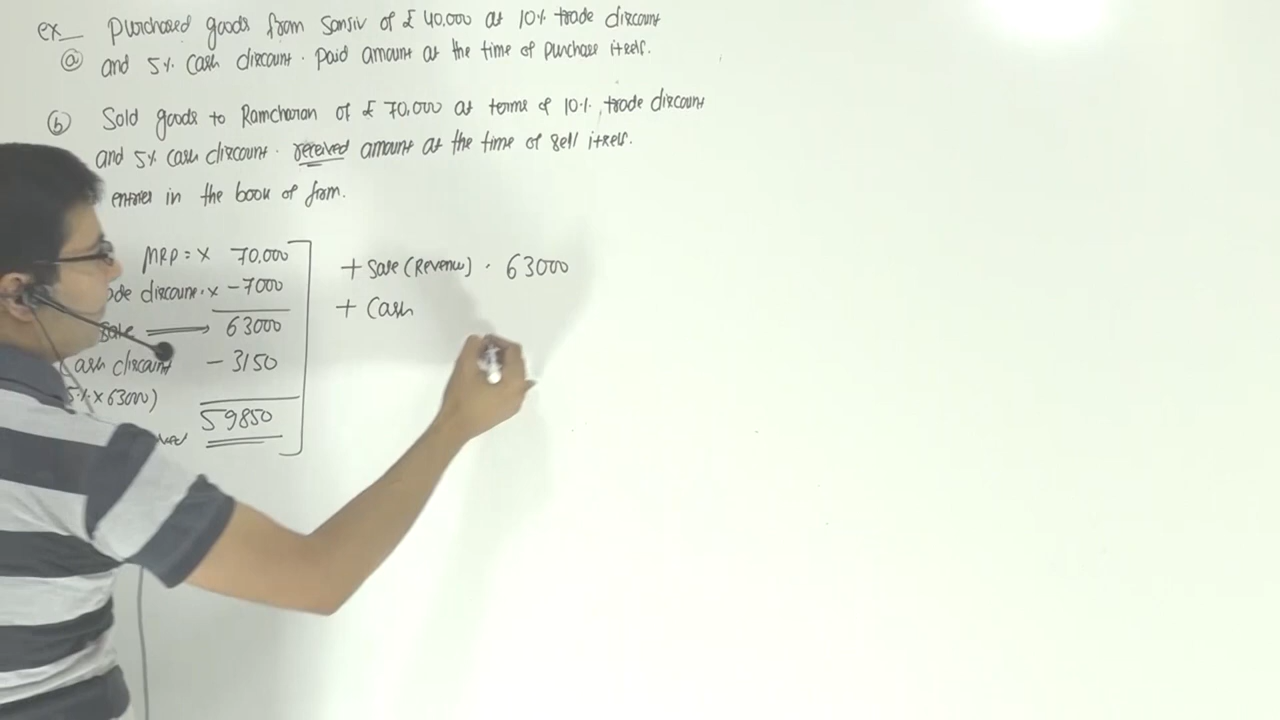 ex_ purchased goods from Sansiv of £ 40,000 at 10% trade discount
(a) and 5% cash discount. paid amount at the time of purchase itself.
(b) Sold goods to Ramcharan of £ 70,000 at terms of 10%, trade discount
and 5% cash discount. received amount at the time of sell itself.
entries in the book of firm.
MRP = x 70,000
ode discount. x - 7000
Sale 63000
ash discount - 3150
5% x 63000)
59850
+ Sale (Revenue) . 63000
+ Cash